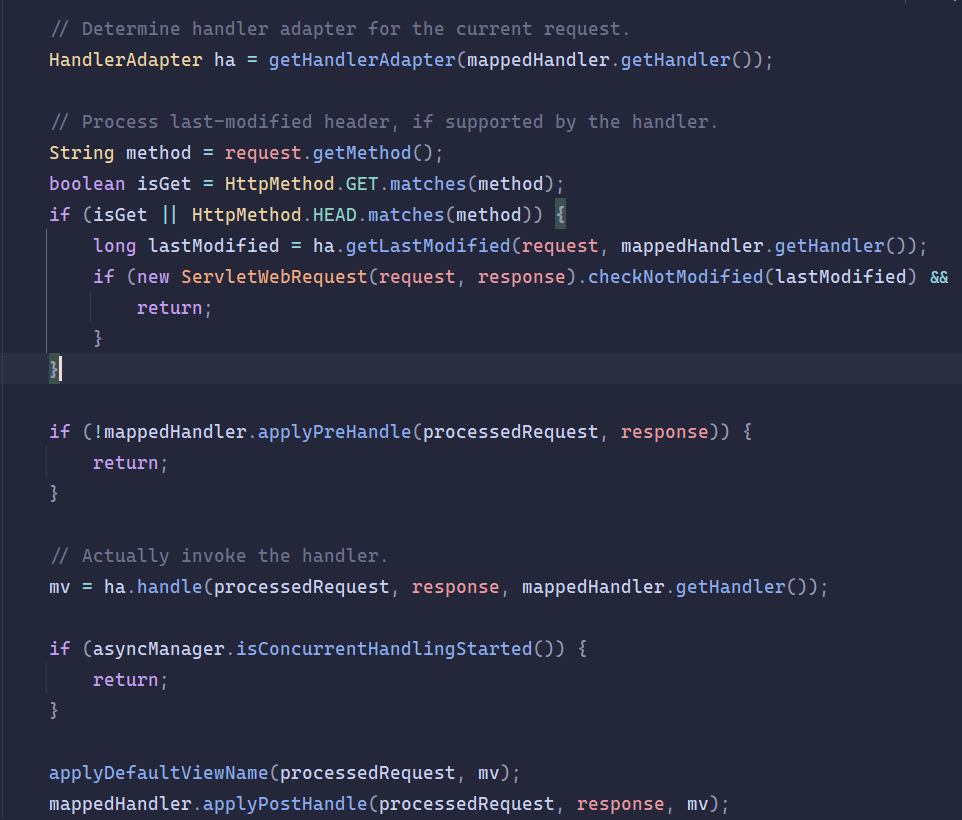 // Determine handler adapter for the current request.
HandlerAdapter ha = getHandlerAdapter(mappedHandler.getHandler());
// Process last-modified header, if supported by the handler.
String method = request.getMethod();
boolean isGet = HttpMethod.GET.matches(method);
if (isGet || HttpMethod.HEAD.matches(method)) {
long lastModified = ha.getLastModified(request, mappedHandler.getHandler());
if (new ServletWebRequest(request, response).checkNotModified(lastModified) &&
return;
}
}
if (!mappedHandler.applyPreHandle(processedRequest, response)) {
return;
}
// Actually invoke the handler.
mv = ha.handle(processedRequest, response, mappedHandler.getHandler());
if (asyncManager.isConcurrentHandlingStarted()) {
return;
}
applyDefaultViewName(processedRequest, mv);
mappedHandler.applyPostHandle(processedRequest, response, mv);